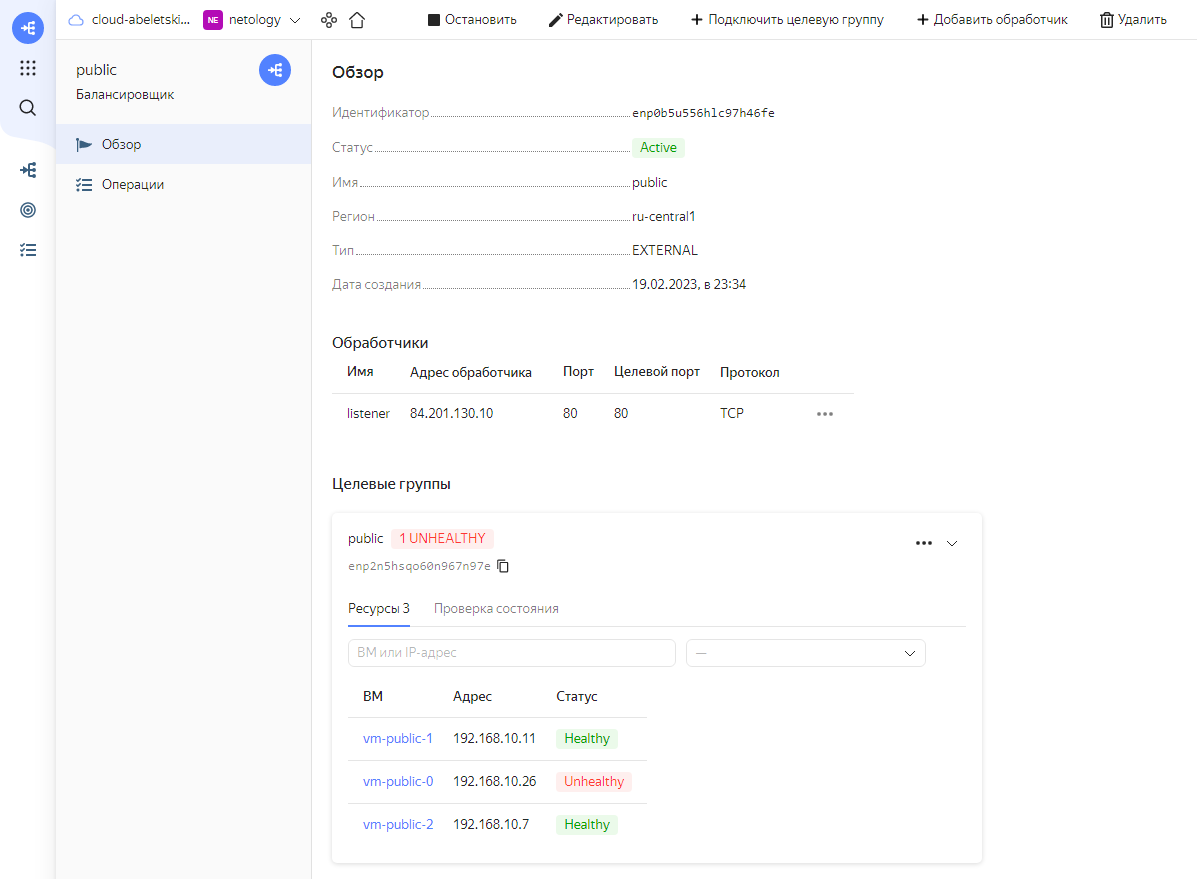 cloud-abeletski... NE netology Остановить Редактировать Подключить целевую группу Добавить обработчик Удалить
public
Балансировщик
Обзор
Операции
Обзор
Идентификатор enp0b5u556hlc97h46fe
Статус Active
Имя public
Регион ru-central1
Тип EXTERNAL
Дата создания 19.02.2023, в 23:34
Обработчики
Имя Адрес обработчика Порт Целевой порт Протокол
listener 84.201.130.10 80 80 TCP
Целевые группы
public 1 UNHEALTHY
enp2n5hsqo60n967n97e
Ресурсы 3 Проверка состояния
ВМ или IP-адрес —
ВМ Адрес Статус
vm-public-1 192.168.10.11 Healthy
vm-public-0 192.168.10.26 Unhealthy
vm-public-2 192.168.10.7 Healthy